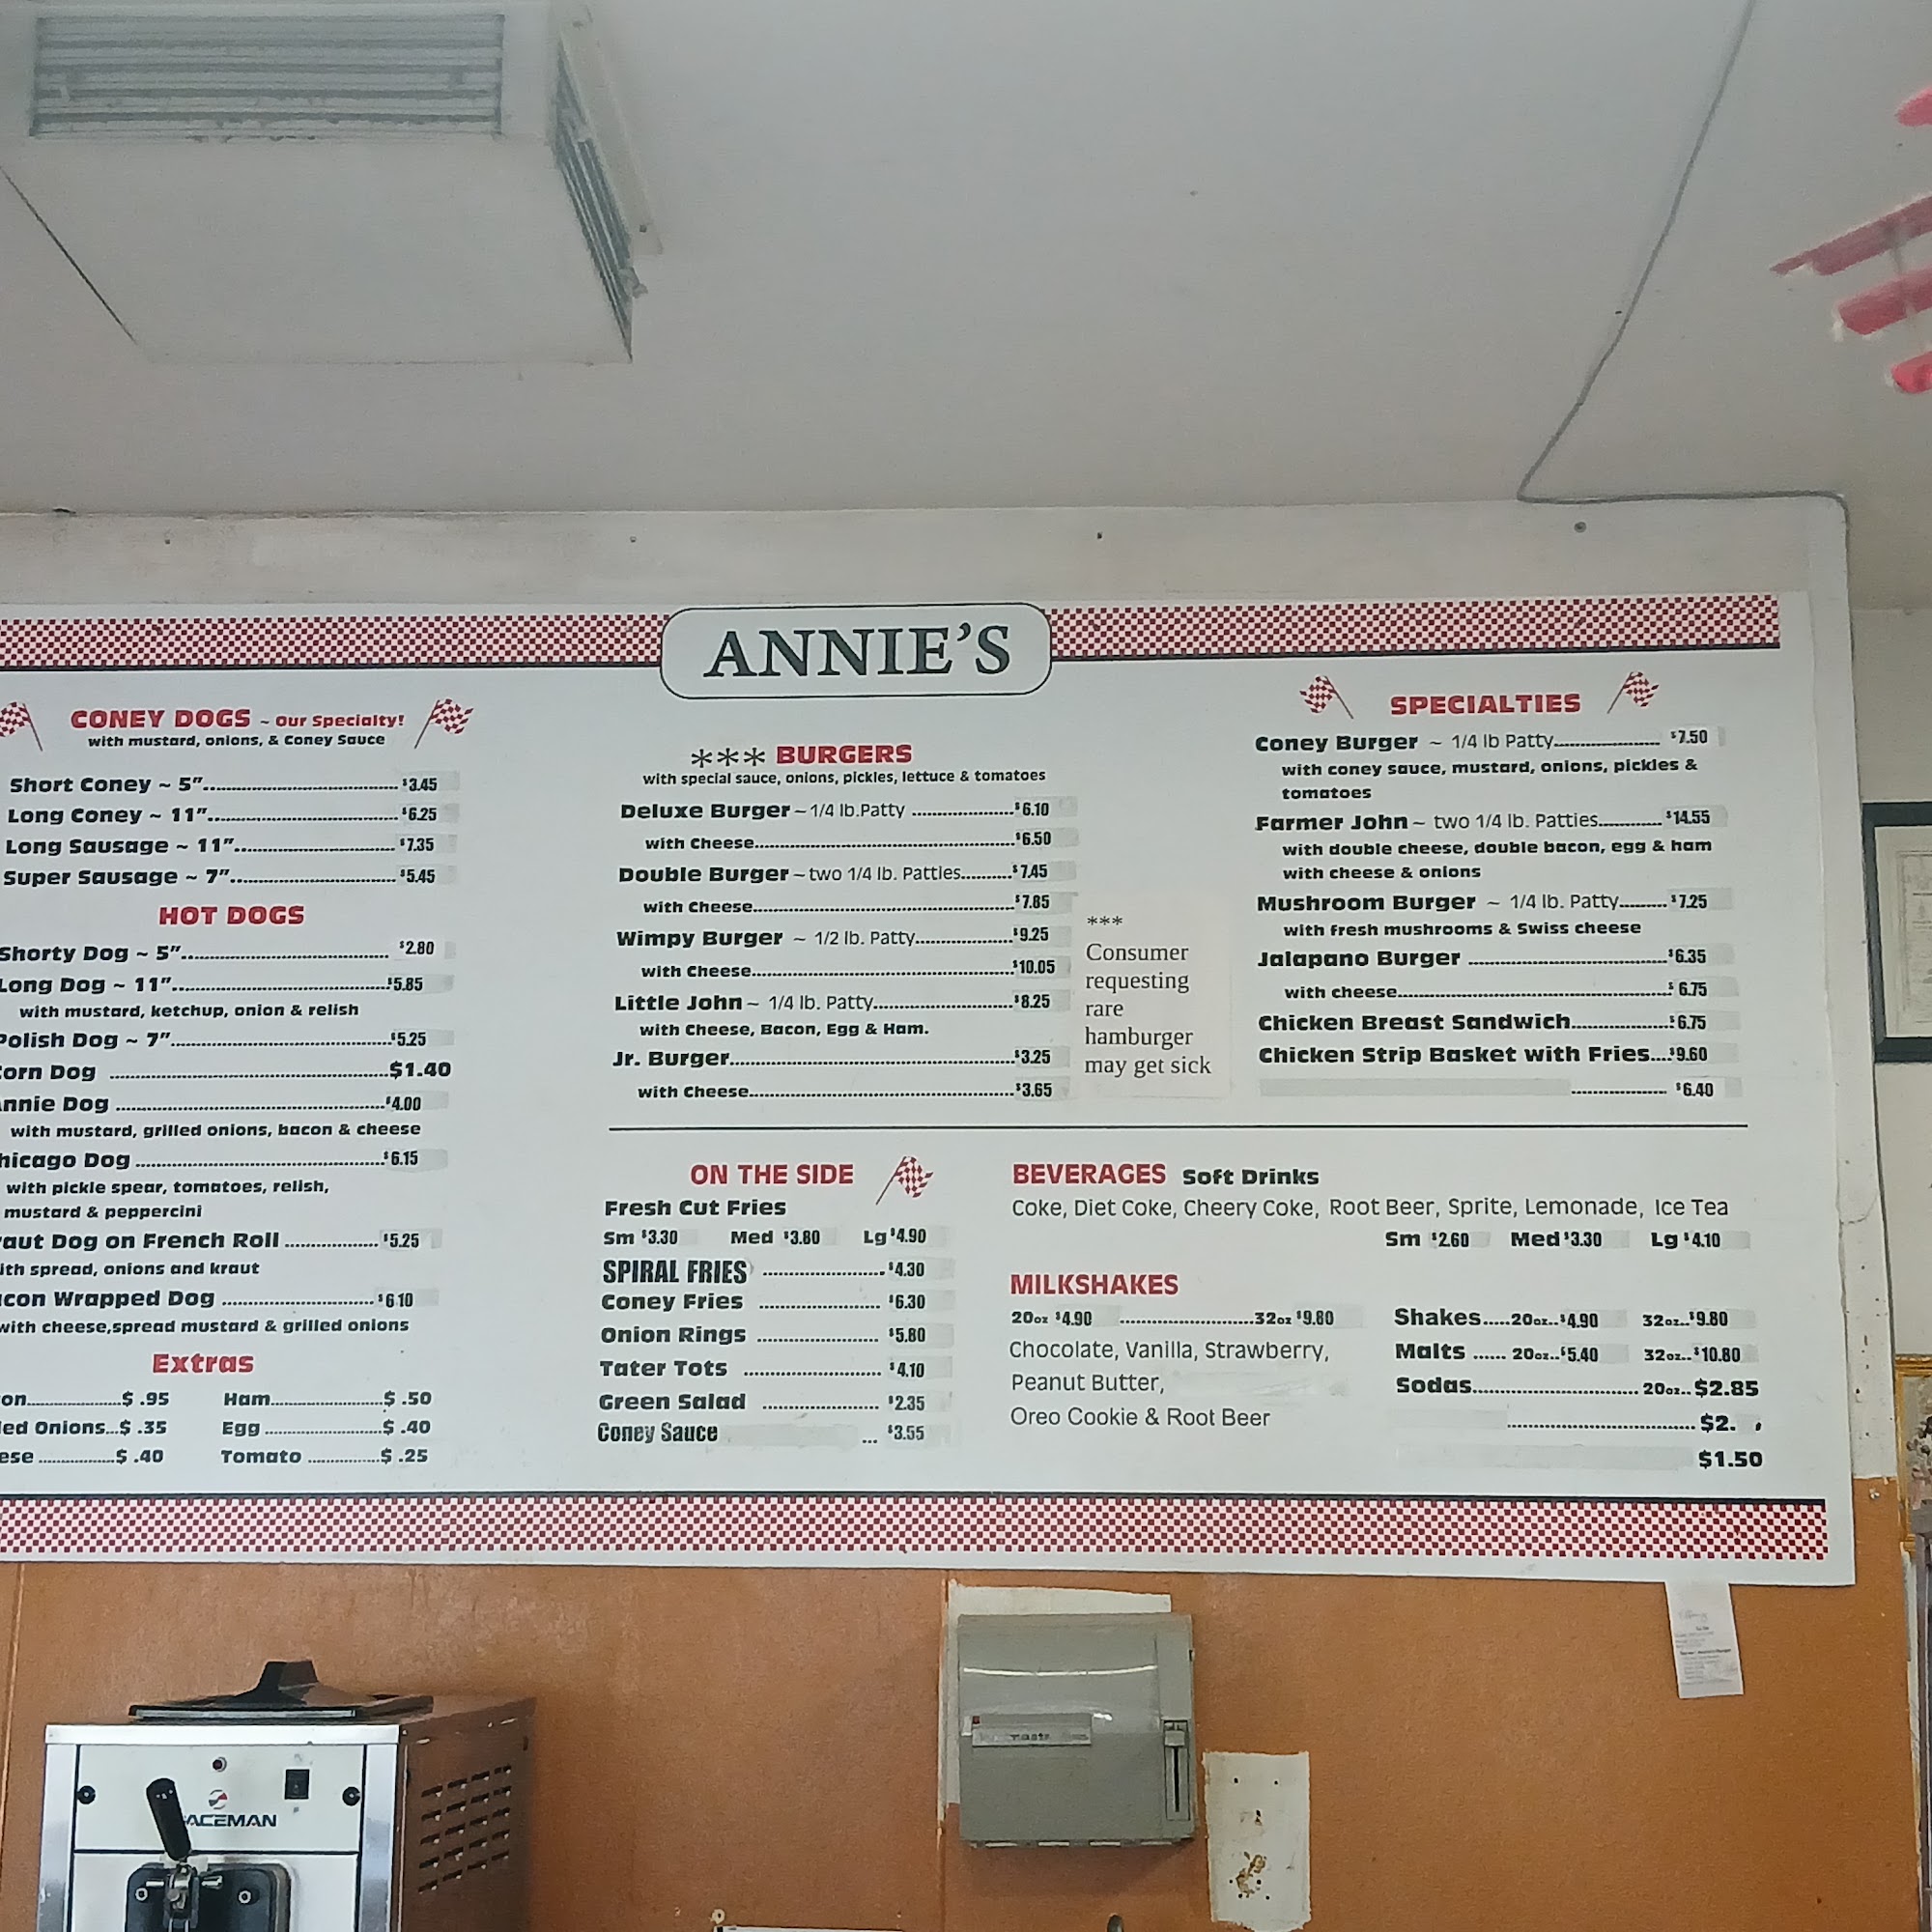 ANNIE'S
CONEY DOGS ~ Our Specialty!
with mustard, onions, & Coney Sauce
Short Coney ~ 5"........ $3.45
Long Coney ~ 11"........ $6.25
Long Sausage ~ 11"........ $7.35
Super Sausage ~ 7"........ $5.45
HOT DOGS
Shorty Dog ~ 5"........ $2.80
Long Dog ~ 11"........ $5.85
with mustard, ketchup, onion & relish
Polish Dog ~ 7"........ $5.25
orn Dog ........ $1.40
nnie Dog ........ $4.00
with mustard, grilled onions, bacon & cheese
hicago Dog ........ $6.15
with pickle spear, tomatoes, relish,
mustard & peppercini
raut Dog on French Roll ........ $5.25
ith spread, onions and kraut
con Wrapped Dog ........ $6 10
with cheese,spread mustard & grilled onions
Extras
on........ $ .95 Ham........ $ .50
led Onions...$ .35 Egg ........ $ .40
ese ........ $ .40 Tomato ........ $ .25
*** BURGERS
with special sauce, onions, pickles, lettuce & tomatoes
Deluxe Burger ~ 1/4 lb.Patty ........ $6.10
with Cheese........ $6.50
Double Burger ~ two 1/4 lb. Patties........ $7.45
with Cheese........ $7.85
Wimpy Burger ~ 1/2 lb. Patty........ $9.25
with Cheese........ $10.05
Little John ~ 1/4 lb. Patty........ $8.25
with Cheese, Bacon, Egg & Ham.
Jr. Burger........ $3.25
with Cheese........ $3.65
***
Consumer
requesting
rare
hamburger
may get sick
SPECIALTIES
Coney Burger ~ 1/4 lb Patty........ $7.50
with coney sauce, mustard, onions, pickles &
tomatoes
Farmer John ~ two 1/4 lb. Patties........ $14.55
with double cheese, double bacon, egg & ham
with cheese & onions
Mushroom Burger ~ 1/4 lb. Patty........ $7.25
with fresh mushrooms & Swiss cheese
Jalapano Burger ........ $6.35
with cheese........ $6.75
Chicken Breast Sandwich........ $6.75
Chicken Strip Basket with Fries....$9.60
........ $6.40
ON THE SIDE
Fresh Cut Fries
Sm $3.30 Med $3.80 Lg $4.90
SPIRAL FRIES ........ $4.30
Coney Fries ........ $6.30
Onion Rings ........ $5.80
Tater Tots ........ $4.10
Green Salad ........ $2.35
Coney Sauce ... $3.55
BEVERAGES Soft Drinks
Coke, Diet Coke, Cheery Coke, Root Beer, Sprite, Lemonade, Ice Tea
Sm $2.60 Med $3.30 Lg $4.10
MILKSHAKES
20oz $4.90 ........ 32oz $9.80
Chocolate, Vanilla, Strawberry,
Peanut Butter,
Oreo Cookie & Root Beer
Shakes.....20oz..$4.90 32oz..$9.80
Malts ...... 20oz..$5.40 32oz..$10.80
Sodas........ 20oz.. $2.85
........ $2.
$1.50
ACEMAN